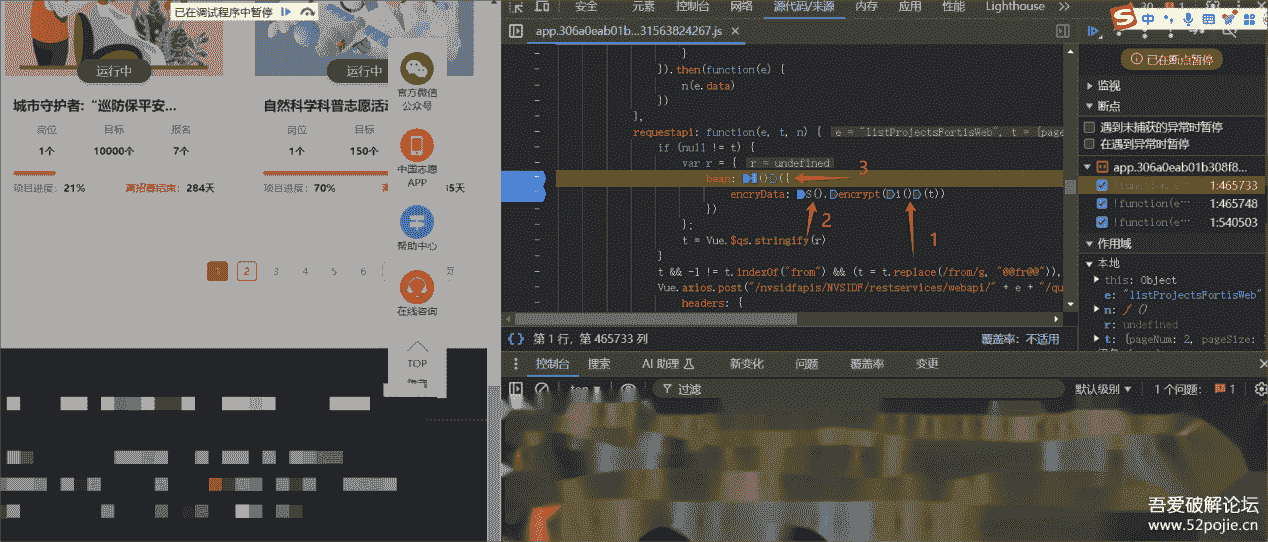 已在调试程序中暂停
运行中
运行中
城市守护者：“巡防保平安...
自然科学科普志愿活动
岗位 目标 报名
岗位 目标
1个 10000个 7个
1个 150个
项目进度：21%
离招募结束：284天
项目进度：70%
5天
1 2 3 4 5 6
页
官方微信
公众号
中国志愿
APP
帮助中心
在线咨询
TOP
安全 元素 控制台 网络 源代码/来源 内存 应用 性能 Lighthouse
app.306a0eab01b...31563824267.js
}
}).then(function(e) {
n(e.data)
})
},
requestapi: function(e, t, n) { e = "listProjectsFortisWeb", t = {page
if (null != t) {
var r = { r = undefined
bean: ()({
3
encryData: S().encrypt(i()(t))
})
2
1
};
t = Vue.$qs.stringify(r)
}
t && -1 != t.indexOf("from") && (t = t.replace(/from/g, "@@fr@@")),
Vue.axios.post("/nvsidfapis/NVSIDF/restservices/webapi/" + e + "/qu
headers: {
第 1 行，第 465733 列
覆盖率：不适用
中
已在断点暂停
监视
断点
遇到未捕获的异常时暂停
在遇到异常时暂停
app.306a0eab01b308f8...
1:465733
!function(e⋯ 1:465748
!function(e⋯ 1:540503
作用域
本地
this: Object
e: "listProjectsFortisWeb"
n: ƒ ()
r: undefined
t: {pageNum: 2, pageSize:
控制台 搜索 AI 助理 新变化 问题 覆盖率 变更
top
过滤
默认级别
1 个问题： 1
吾爱破解论坛
www.52pojie.cn